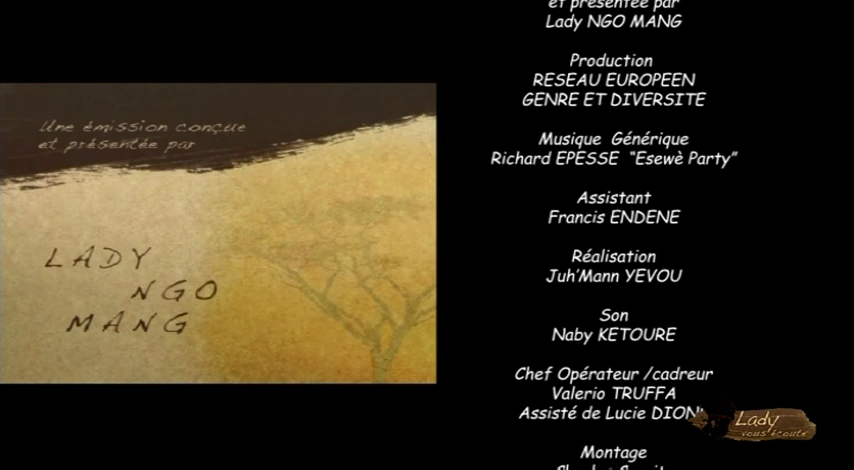 Une émission conçue
et présentée par
LADY
NGO
MANG
et présentée par
Lady NGO MANG
Production
RESEAU EUROPEEN
GENRE ET DIVERSITE
Musique Générique
Richard EPESSE "Esewè Party"
Assistant
Francis ENDENE
Réalisation
Juh'Mann YEVOU
Son
Naby KETOURE
Chef Opérateur /cadreur
Valerio TRUFFA
Assisté de Lucie
Lady
vous écoute
Montage